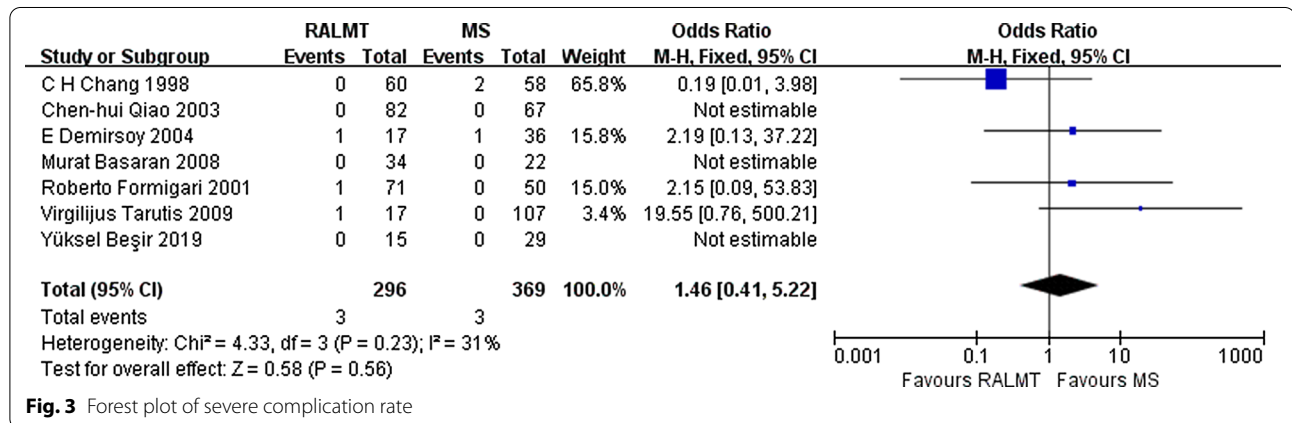 RALMT MS Odds Ratio Odds Ratio
Study or Subgroup Events Total Events Total Weight M-H, Fixed, 95% CI M-H, Fixed, 95% CI
C H Chang 1998 0 60 2 58 65.8% 0.19 [0.01, 3.98]
Chen-hui Qiao 2003 0 82 0 67 Not estimable
E Demirsoy 2004 1 17 1 36 15.8% 2.19 [0.13, 37.22]
Murat Basaran 2008 0 34 0 22 Not estimable
Roberto Formigari 2001 1 71 0 50 15.0% 2.15 [0.09, 53.83]
Virgilijus Tarutis 2009 1 17 0 107 3.4% 19.55 [0.76, 500.21]
Yüksel Beşir 2019 0 15 0 29 Not estimable
Total (95% CI) 296 369 100.0% 1.46 [0.41, 5.22]
Total events 3 3
Heterogeneity: Chi² = 4.33, df = 3 (P = 0.23); I² = 31%
Test for overall effect: Z = 0.58 (P = 0.56)
0.001 0.1 1 10 1000
Favours RALMT Favours MS
Fig. 3 Forest plot of severe complication rate